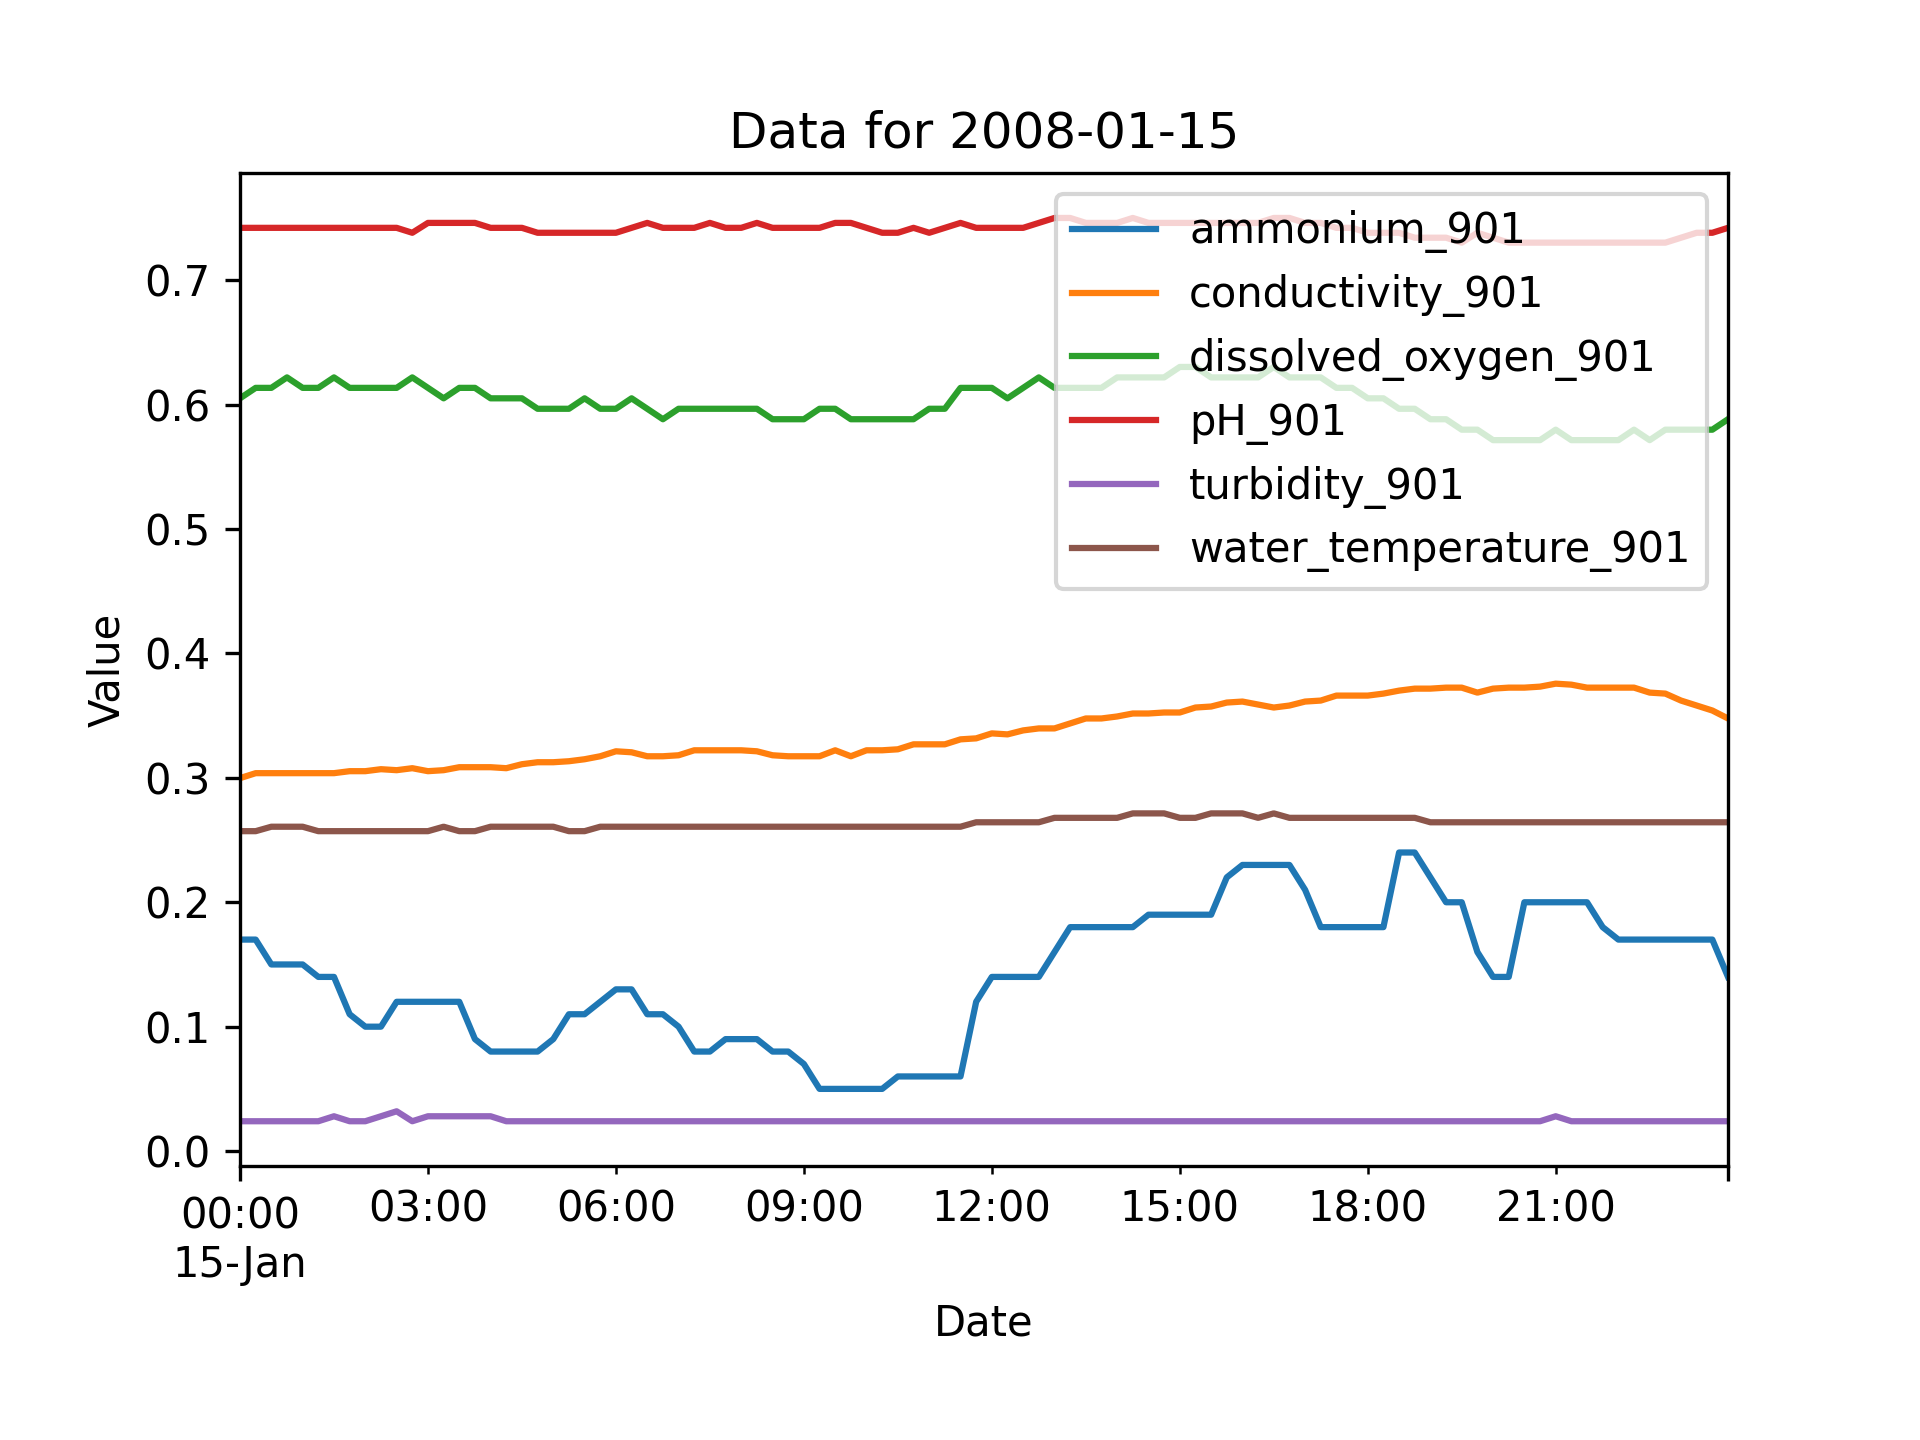 Data for 2008-01-15
ammonium_901
conductivity_901
dissolved_oxygen_901
pH_901
turbidity_901
water_temperature_901
Value
0.7
0.6
0.5
0.4
0.3
0.2
0.1
0.0
00:00 03:00 06:00 09:00 12:00 15:00 18:00 21:00
15-Jan
Date